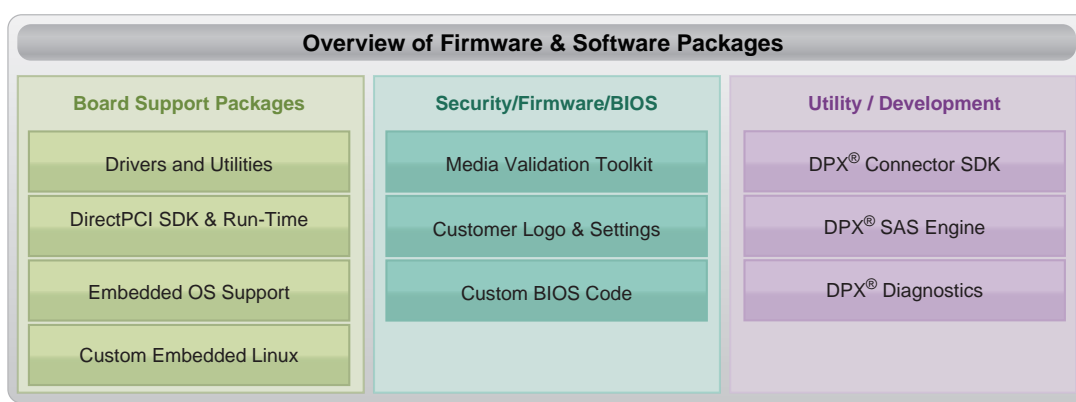 Overview of Firmware & Software Packages
Board Support Packages
Drivers and Utilities
DirectPCI SDK & Run-Time
Embedded OS Support
Custom Embedded Linux
Security/Firmware/BIOS
Media Validation Toolkit
Customer Logo & Settings
Custom BIOS Code
Utility / Development
DPX® Connector SDK
DPX® SAS Engine
DPX® Diagnostics